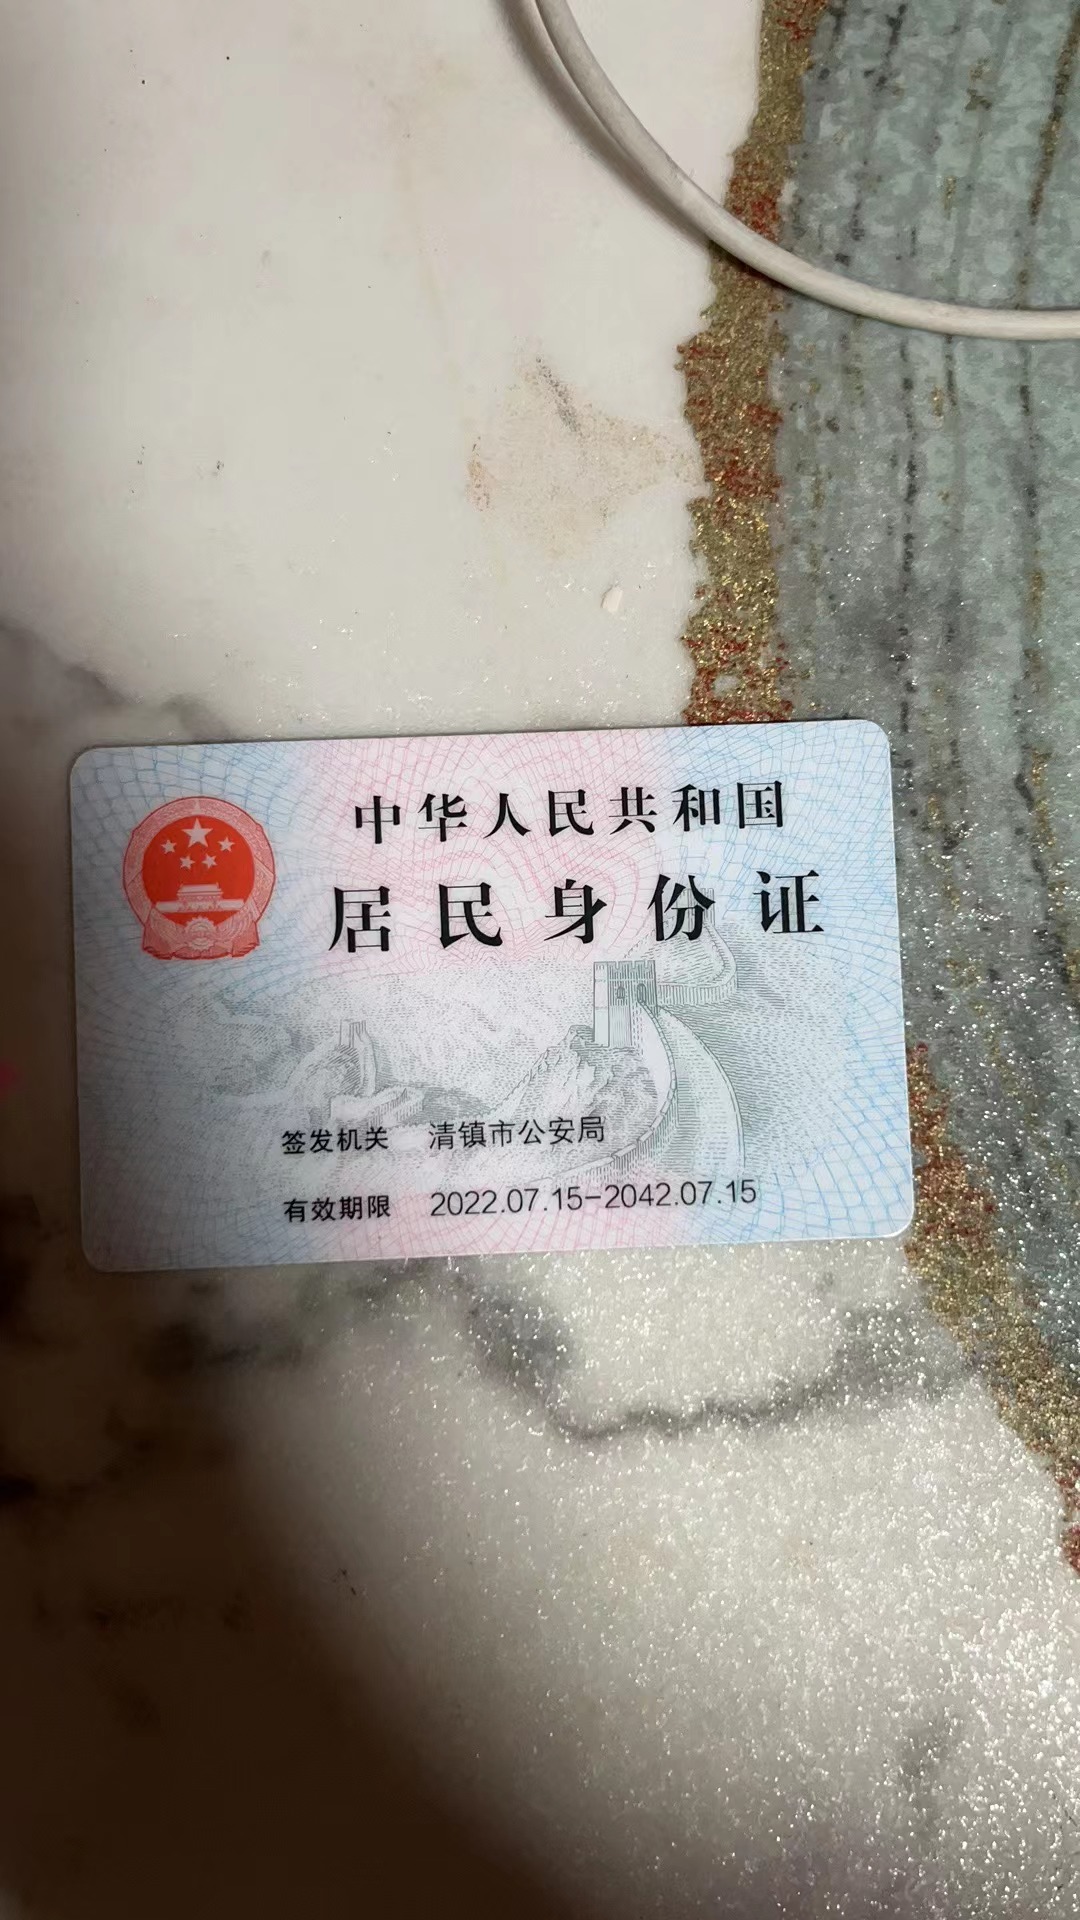 中华人民共和国
居民身份证
签发机关 清镇市公安局
有效期限 2022.07.15-2042.07.15